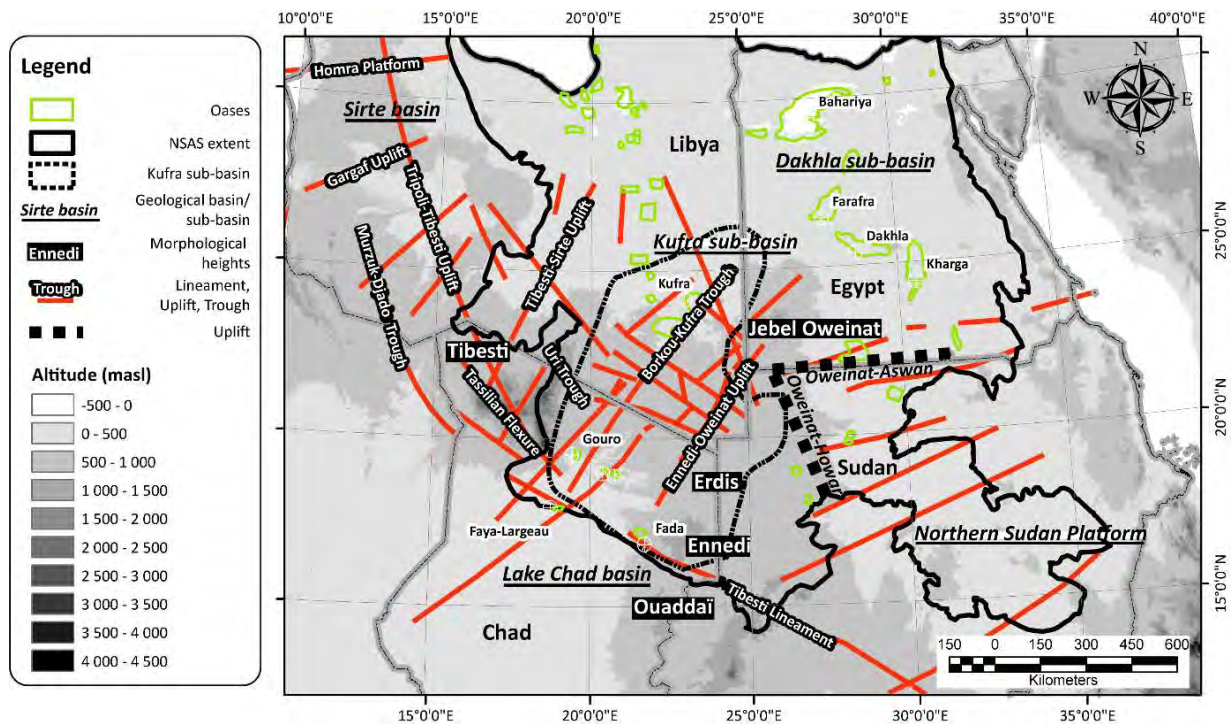 10°0'0"E
15°0'0"E
20°0'0"E
25°0'0"E
30°0'0"E
35°0'0"E
40°0'0"E
Legend
Oases
NSAS extent
Kufra sub-basin
Sirte basin
Geological basin/
sub-basin
Ennedi
Morphological
heights
Trough
Lineament,
Uplift, Trough
Uplift
Altitude (masl)
-500 - 0
0 - 500
500 - 1 000
1 000 - 1 500
1 500 - 2 000
2 000 - 2 500
2 500 - 3 000
3 000 - 3 500
3 500 - 4 000
4 000 - 4 500
Homra Platform
Sirte basin
Gargaf Uplift
Tripoli-Tibesti Uplift
Murzuk-Djado Trough
Tibesti-Sirte Uplift
Libya
Bahariya
Dakhla sub-basin
Farafra
Dakhla
Kharga
Kufra sub-basin
Kufra
Egypt
Borkou-Kufra Trough
Jebel Oweinat
Tibesti
Uri Trough
Tassilian Flexure
Oweinat-Aswan
Oweinat-Howar
Ennedi-Oweinat Uplift
Gouro
Erdis
Sudan
Faya-Largeau
Fada
Ennedi
Northern Sudan Platform
Lake Chad basin
Ouaddaï
Tibesti Lineament
Chad
N
W
E
S
25°0'0"N
20°0'0"N
15°0'0"N
150
0
150
300
450
600
Kilometers
15°0'0"E
20°0'0"E
25°0'0"E
30°0'0"E
35°0'0"E